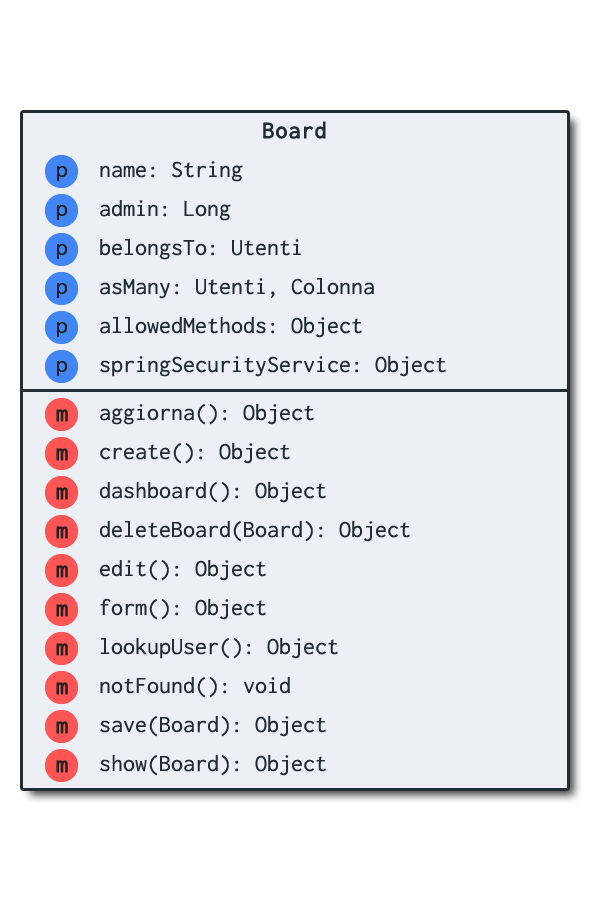 Board
p name: String
p admin: Long
p belongsTo: Utenti
p asMany: Utenti, Colonna
p allowedMethods: Object
p springSecurityService: Object
m aggiorna(): Object
m create(): Object
m dashboard(): Object
m deleteBoard(Board): Object
m edit(): Object
m form(): Object
m lookupUser(): Object
m notFound(): void
m save(Board): Object
m show(Board): Object